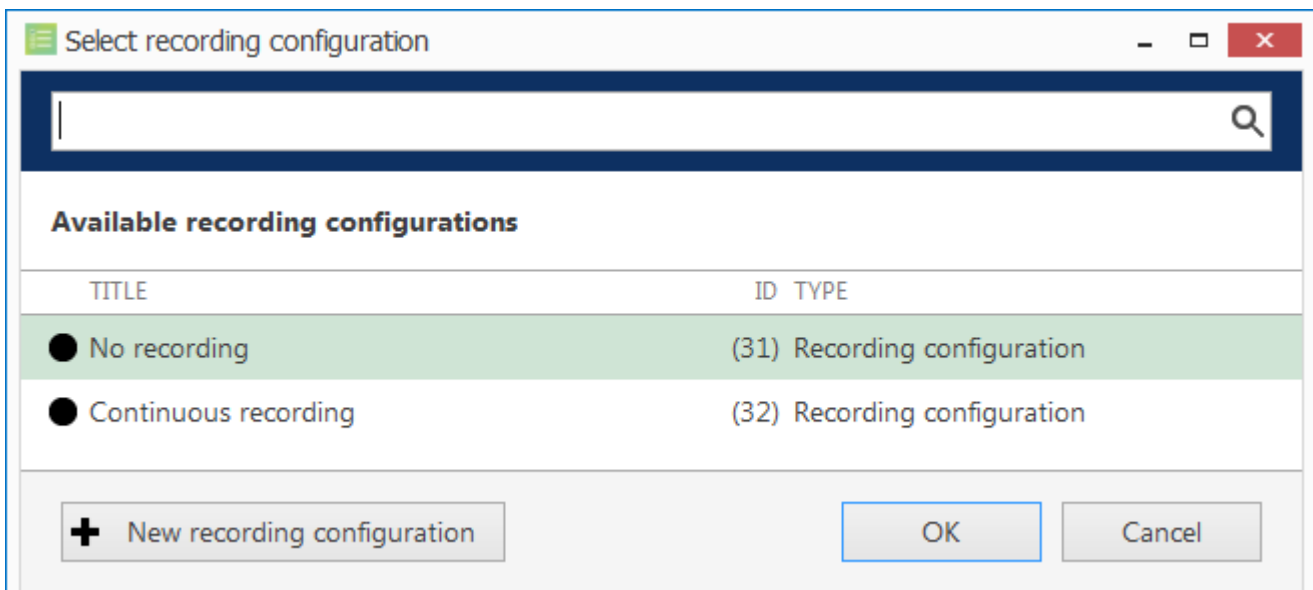 Select recording configuration
Available recording configurations
TITLE ID TYPE
No recording (31) Recording configuration
Continuous recording (32) Recording configuration
New recording configuration OK Cancel